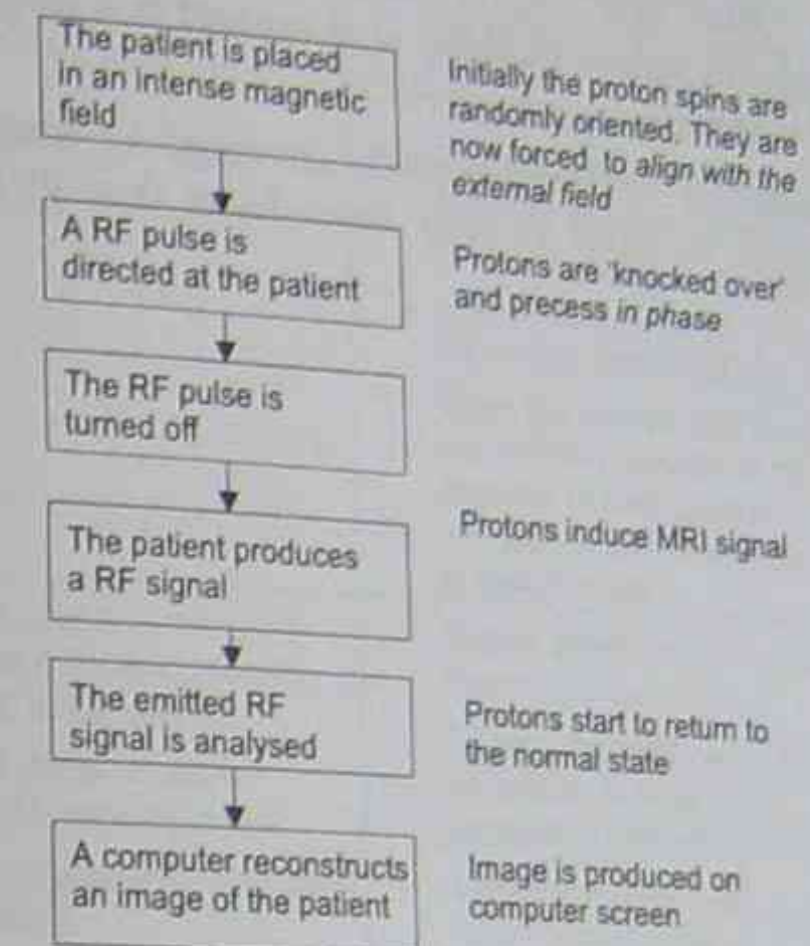 The patient is placed
in an intense magnetic
field
Initially the proton spins are
randomly oriented. They are
now forced to align with the
external field
A RF pulse is
directed at the patient
Protons are 'knocked over'
and precess in phase
The RF pulse is
turned off
The patient produces
a RF signal
Protons induce MRI signal
The emitted RF
signal is analysed
Protons start to return to
the normal state
A computer reconstructs
an image of the patient
Image is produced on
computer screen